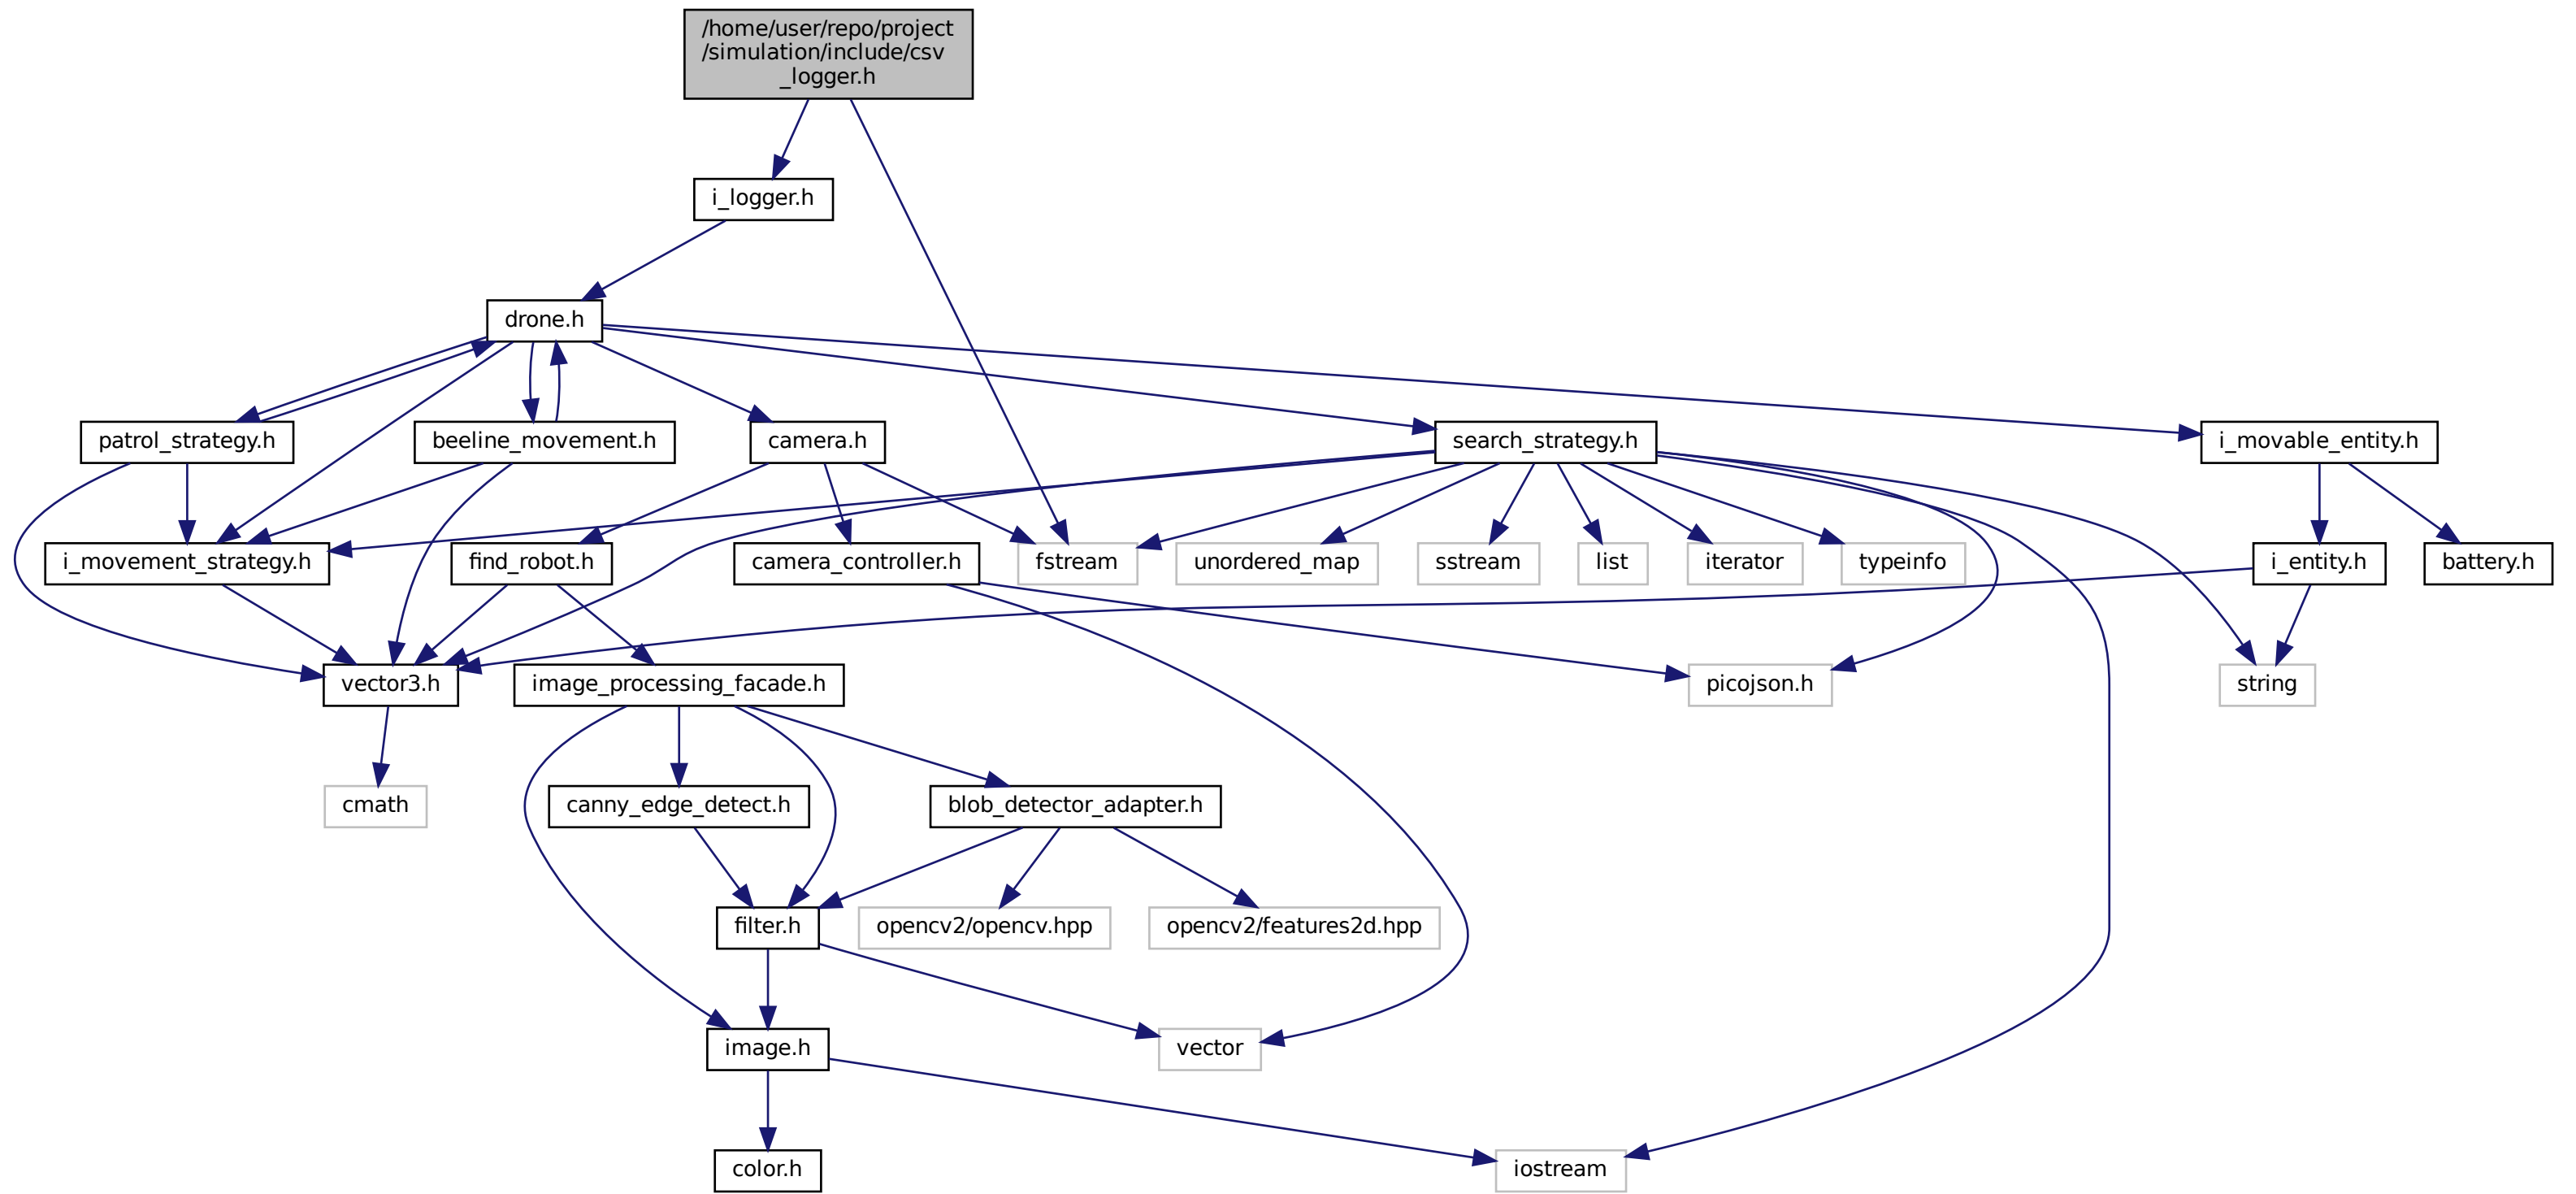 /home/user/repo/project
/simulation/include/csv
_logger.h
i_logger.h
drone.h
patrol_strategy.h
beeline_movement.h
camera.h
search_strategy.h
i_movable_entity.h
i_movement_strategy.h
find_robot.h
camera_controller.h
fstream
unordered_map
sstream
list
iterator
typeinfo
i_entity.h
battery.h
vector3.h
image_processing_facade.h
picojson.h
string
cmath
canny_edge_detect.h
blob_detector_adapter.h
filter.h
opencv2/opencv.hpp
opencv2/features2d.hpp
image.h
vector
color.h
iostream